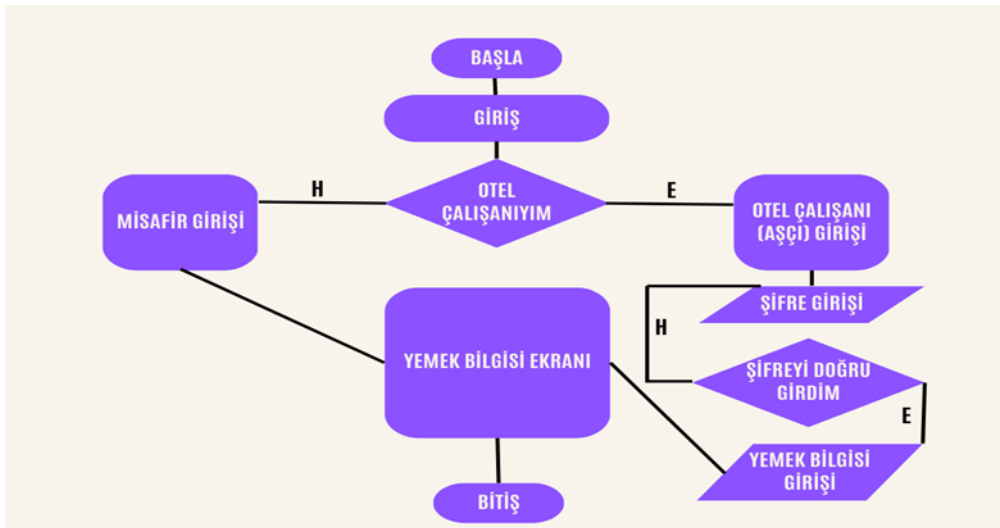 BAŞLA
GİRİŞ
OTEL
ÇALIŞANIYIM
H
E
MİSAFİR GİRİŞİ
OTEL ÇALIŞANI
(AŞÇI) GİRİŞİ
ŞİFRE GİRİŞİ
H
ŞİFREYİ DOĞRU
GİRDİM
E
YEMEK BİLGİSİ
GİRİŞİ
YEMEK BİLGİSİ EKRANI
BİTİŞ